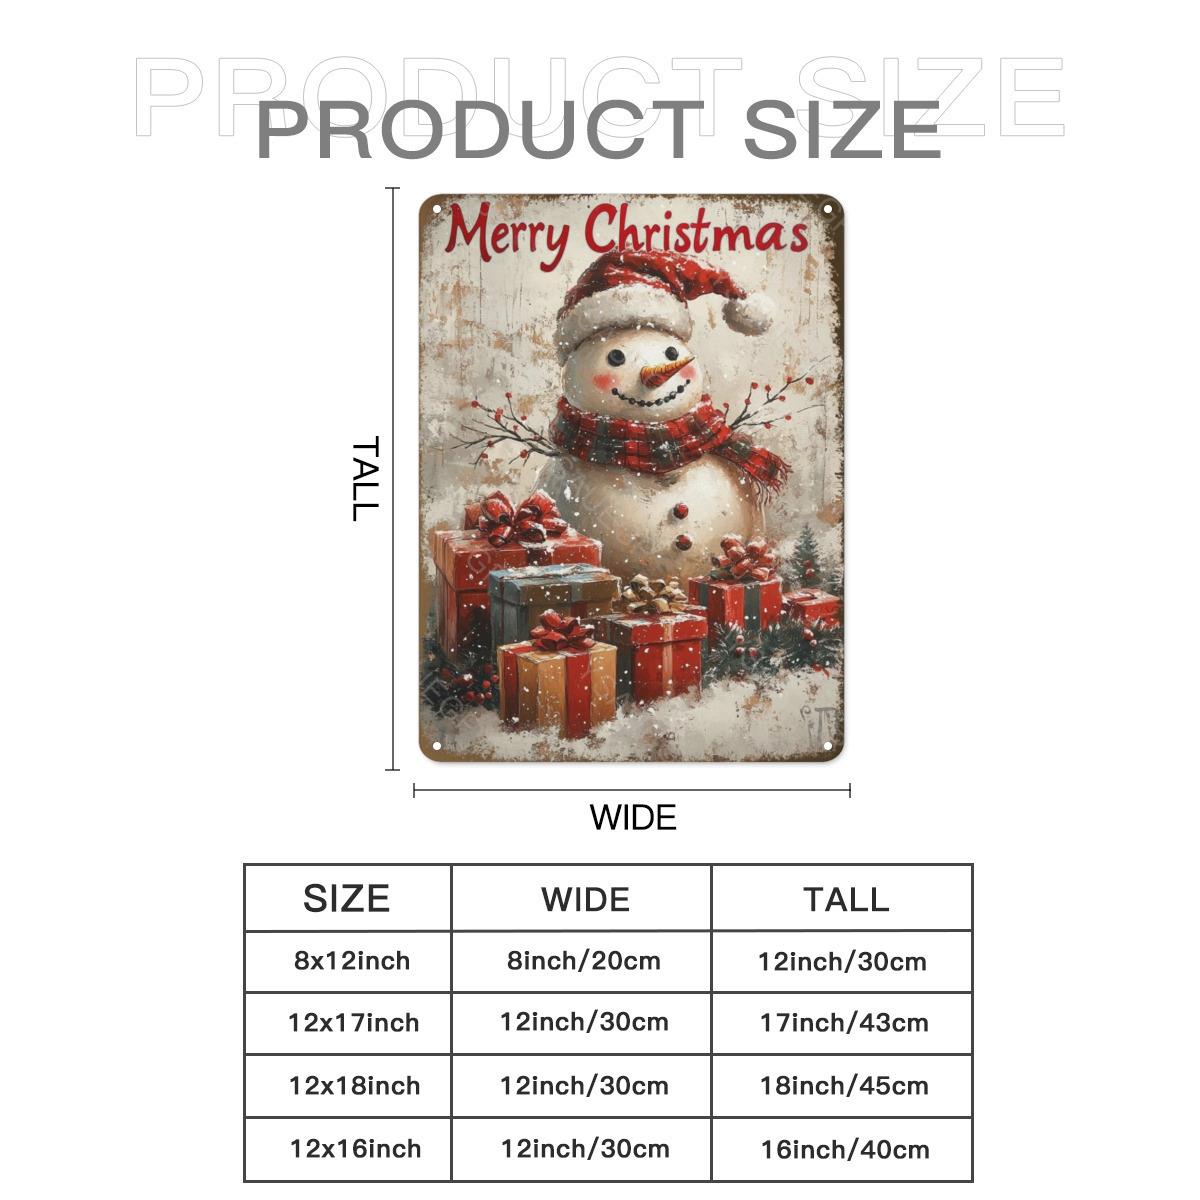 PRODUCT SIZE
PRODUCT SIZE
Merry Christmas
TALL
WIDE
SIZE WIDE TALL
8x12inch 8inch/20cm 12inch/30cm
12x17inch 12inch/30cm 17inch/43cm
12x18inch 12inch/30cm 18inch/45cm
12x16inch 12inch/30cm 16inch/40cm